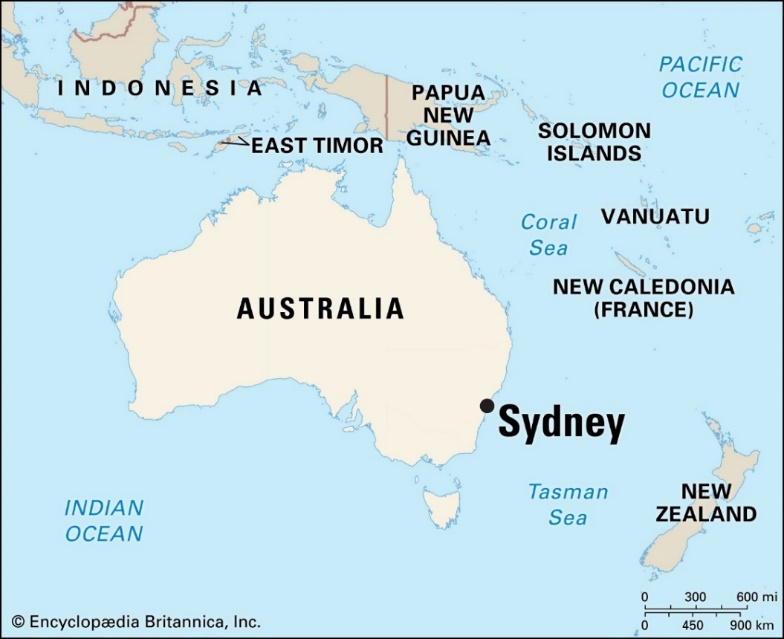 PACIFIC
OCEAN
INDONESIA
PAPUA
NEW
GUINEA
EAST TIMOR
SOLOMON
ISLANDS
Coral
Sea
VANUATU
NEW CALEDONIA
(FRANCE)
AUSTRALIA
Sydney
INDIAN
OCEAN
Tasman
Sea
NEW
ZEALAND
0 300 600 mi
0 450 900 km
© Encyclopædia Britannica, Inc.